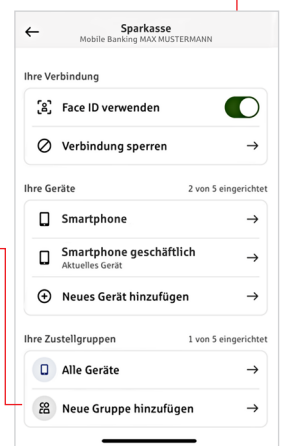 Sparkasse
Mobile Banking MAX MUSTERMANN
Ihre Verbindung
Face ID verwenden
Verbindung sperren
Ihre Geräte 2 von 5 eingerichtet
Smartphone
Smartphone geschäftlich
Aktuelles Gerät
Neues Gerät hinzufügen
Ihre Zustellgruppen 1 von 5 eingerichtet
Alle Geräte
Neue Gruppe hinzufügen